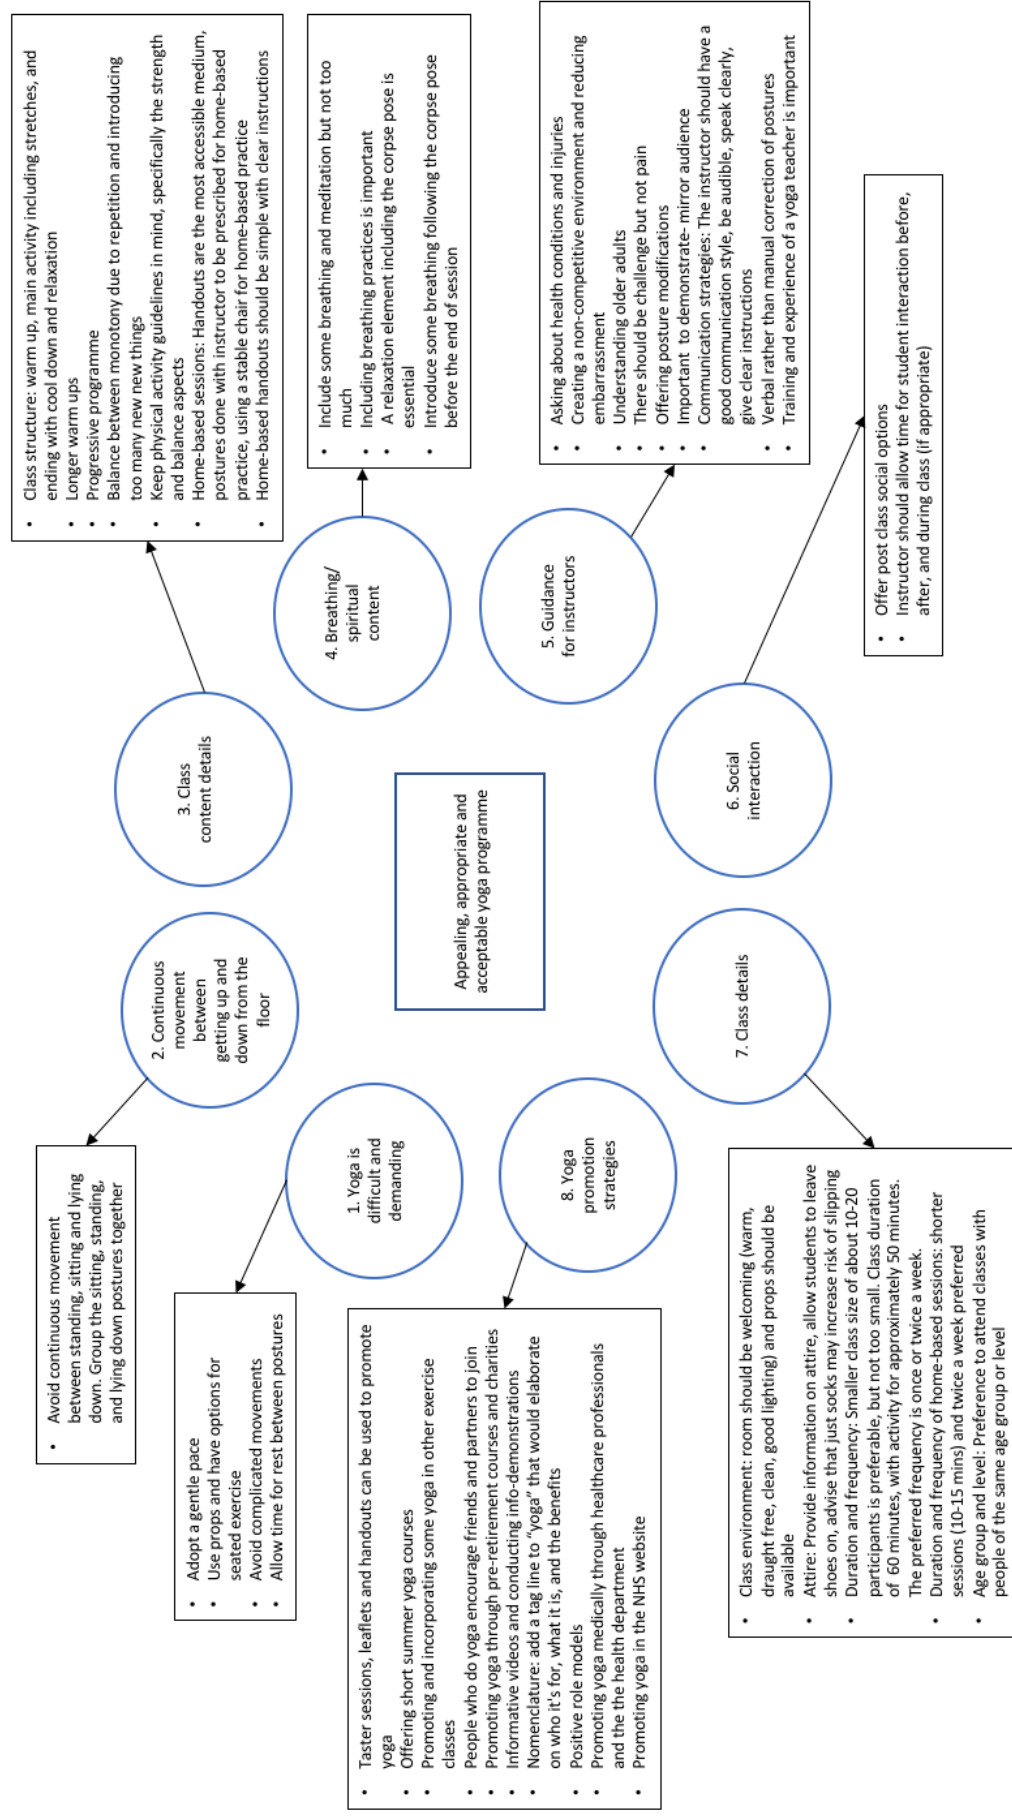 Appealing, appropriate and
acceptable yoga programme
1. Yoga is
difficult and
demanding
• Adopt a gentle pace
• Use props and have options for
seated exercise
• Avoid complicated movements
• Allow time for rest between postures
2. Continuous
movement
between
getting up and
down from the
floor
• Avoid continuous movement
between standing, sitting and lying
down. Group the sitting, standing,
and lying down postures together
3. Class
content details
• Class structure: warm up, main activity including stretches, and
ending with cool down and relaxation
• Longer warm ups
• Progressive programme
• Balance between monotony due to repetition and introducing
too many new new things
• Keep physical activity guidelines in mind, specifically the strength
and balance aspects
• Home-based sessions: Handouts are the most accessible medium,
postures done with instructor to be prescribed for home-based
practice, using a stable chair for home-based practice
• Home-based handouts should be simple with clear instructions
4. Breathing/
spiritual
content
• Include some breathing and meditation but not too
much
• Including breathing practices is important
• A relaxation element including the corpse pose is
essential
• Introduce some breathing following the corpse pose
before the end of session
5. Guidance
for instructors
• Asking about health conditions and injuries
• Creating a non-competitive environment and reducing
embarrassment
• Understanding older adults
• There should be challenge but not pain
• Offering posture modifications
• Important to demonstrate- mirror audience
• Communication strategies: The instructor should have a
good communication style, be audible, speak clearly,
give clear instructions
• Verbal rather than manual correction of postures
• Training and experience of a yoga teacher is important
6. Social
interaction
• Offer post class social options
• Instructor should allow time for student interaction before,
after, and during class (if appropriate)
7. Class details
• Class environment: room should be welcoming (warm,
draught free, clean, good lighting) and props should be
available
• Attire: Provide information on attire, allow students to leave
shoes on, advise that just socks may increase risk of slipping
• Duration and frequency: Smaller class size of about 10-20
participants is preferable, but not too small. Class duration
of 60 minutes, with activity for approximately 50 minutes.
The preferred frequency is once or twice a week.
• Duration and frequency of home-based sessions: shorter
sessions (10-15 mins) and twice a week preferred
• Age group and level: Preference to attend classes with
people of the same age group or level
8. Yoga
promotion
strategies
• Taster sessions, leaflets and handouts can be used to promote
yoga
• Offering short summer yoga courses
• Promoting and incorporating some yoga in other exercise
classes
• People who do yoga encourage friends and partners to join
• Promoting yoga through pre-retirement courses and charities
• Informative videos and conducting info-demonstrations
• Nomenclature: add a tag line to “yoga” that would elaborate
on who it's for, what it is, and the benefits
• Positive role models
• Promoting yoga medically through healthcare professionals
and the the health department
• Promoting yoga in the NHS website